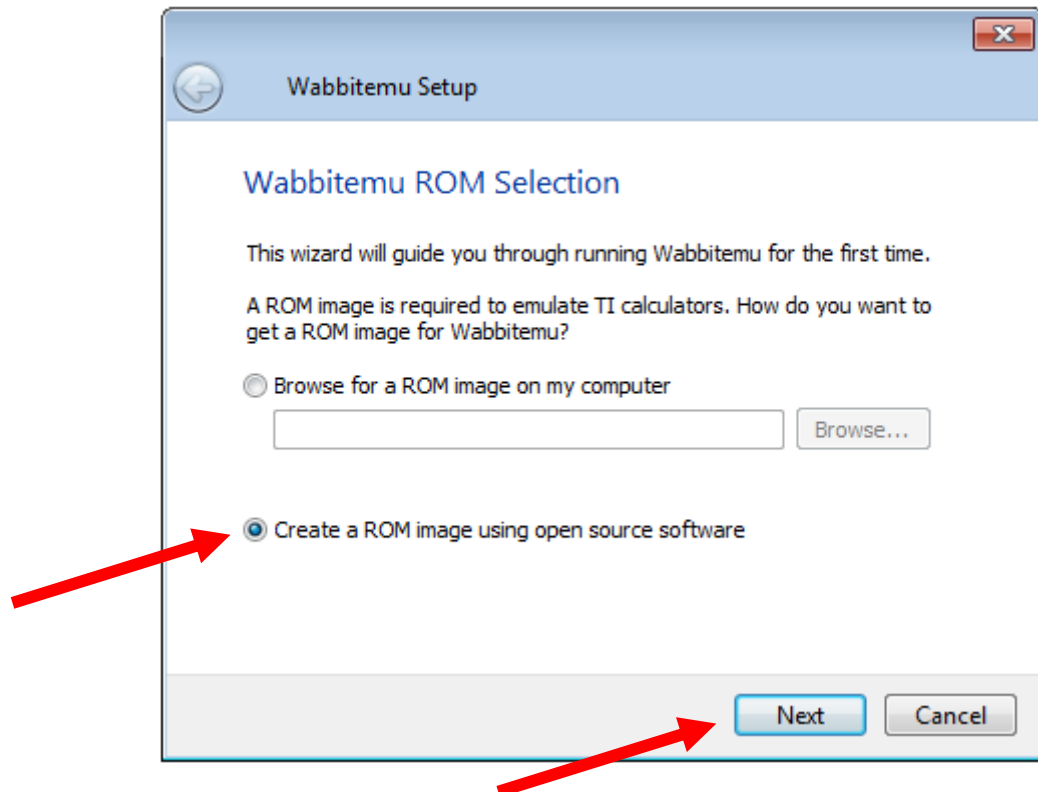 Wabbitemu Setup
Wabbitemu ROM Selection
This wizard will guide you through running Wabbitemu for the first time.
A ROM image is required to emulate TI calculators. How do you want to
get a ROM image for Wabbitemu?
Browse for a ROM image on my computer
Browse...
Create a ROM image using open source software
Next
Cancel